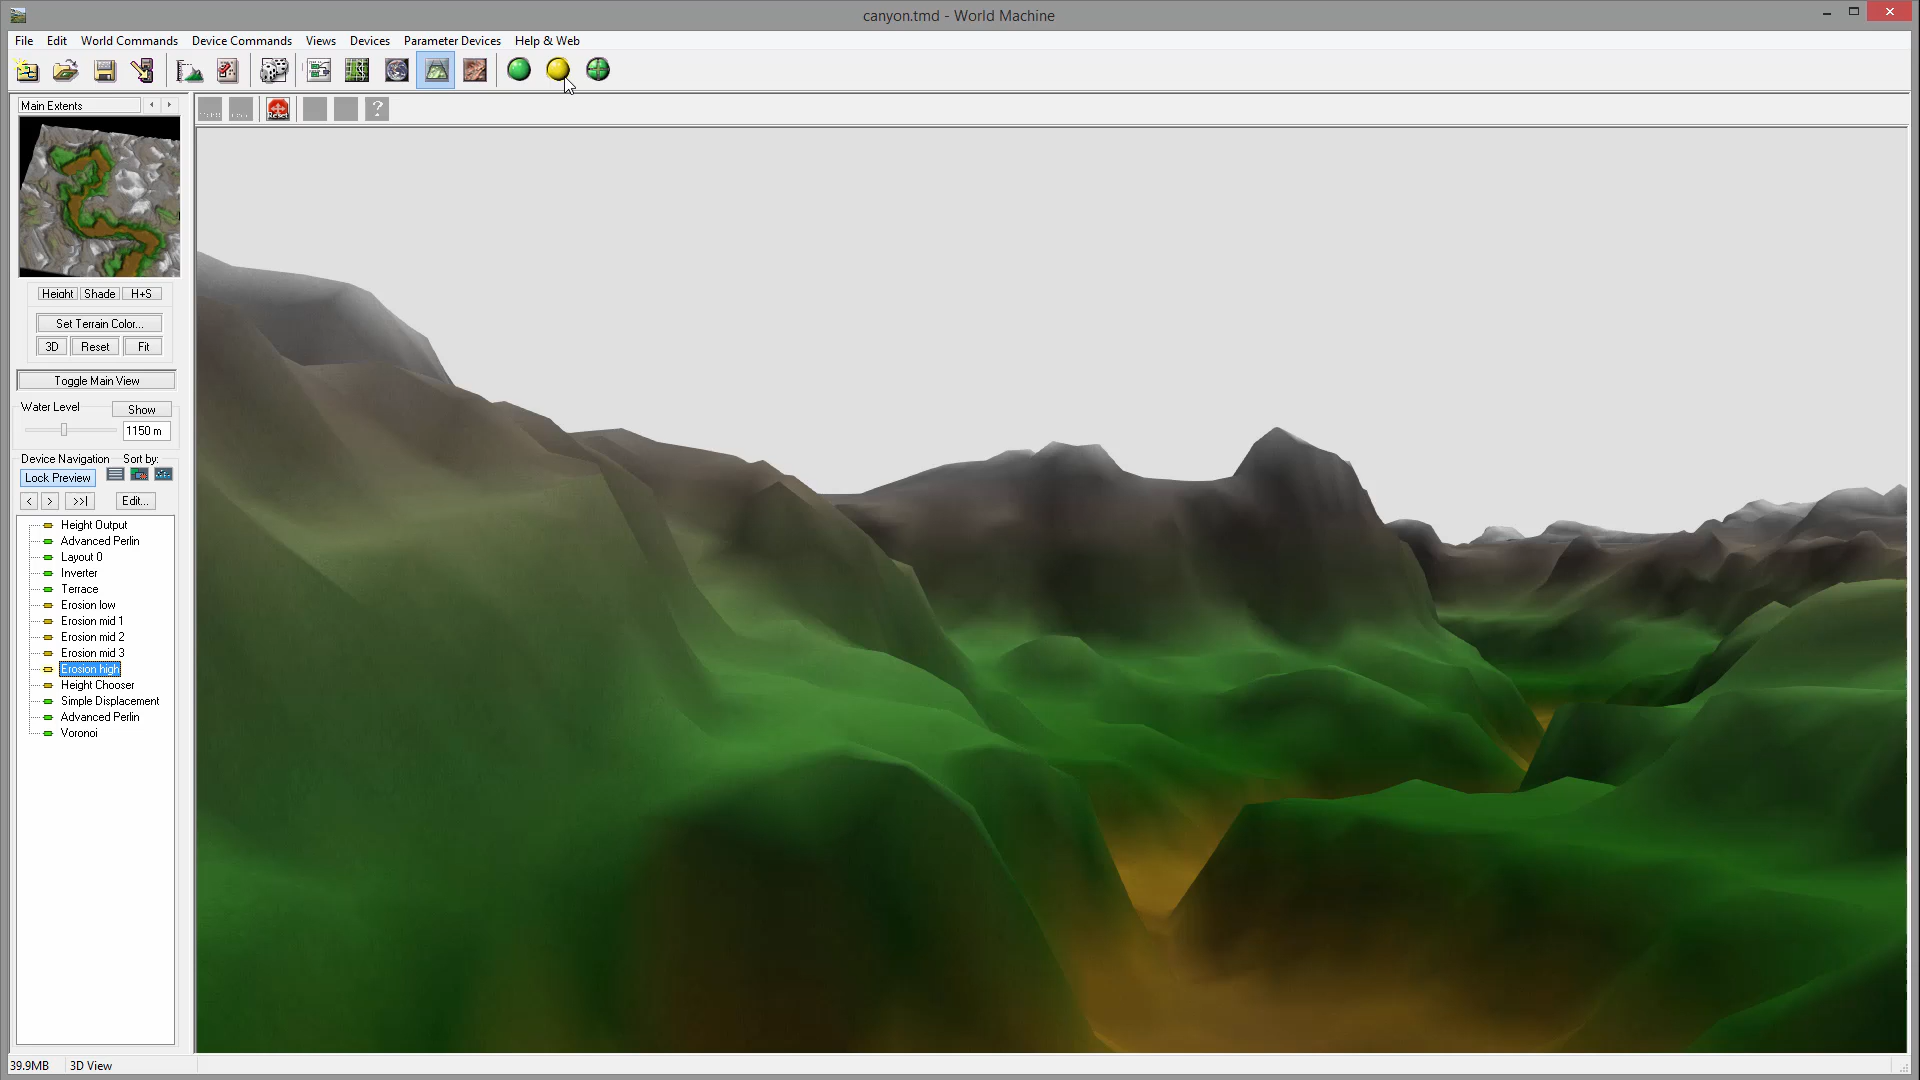 canyon.tmd - World Machine
File Edit World Commands Device Commands Views Devices Parameter Devices Help & Web
Main Extents
Reset
?
Height Shade H+S
Set Terrain Color...
3D Reset Fit
Toggle Main View
Water Level Show
1150 m
Device Navigation Sort by:
Lock Preview
< > >>| Edit...
Height Output
Advanced Perlin
Layout 0
Inverter
Terrace
Erosion low
Erosion mid 1
Erosion mid 2
Erosion mid 3
Erosion high
Height Chooser
Simple Displacement
Advanced Perlin
Voronoi
39.9MB 3D View